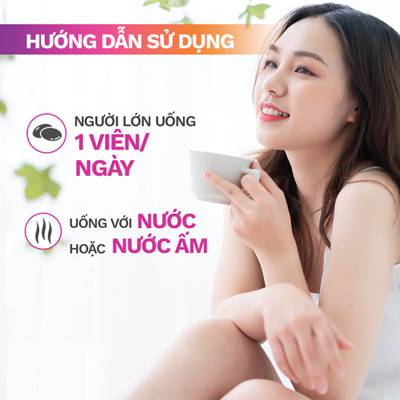 HƯỚNG DẪN SỬ DỤNG
NGƯỜI LỚN UỐNG
1 VIÊN/
NGÀY
UỐNG VỚI NƯỚC
HOẶC NƯỚC ẤM